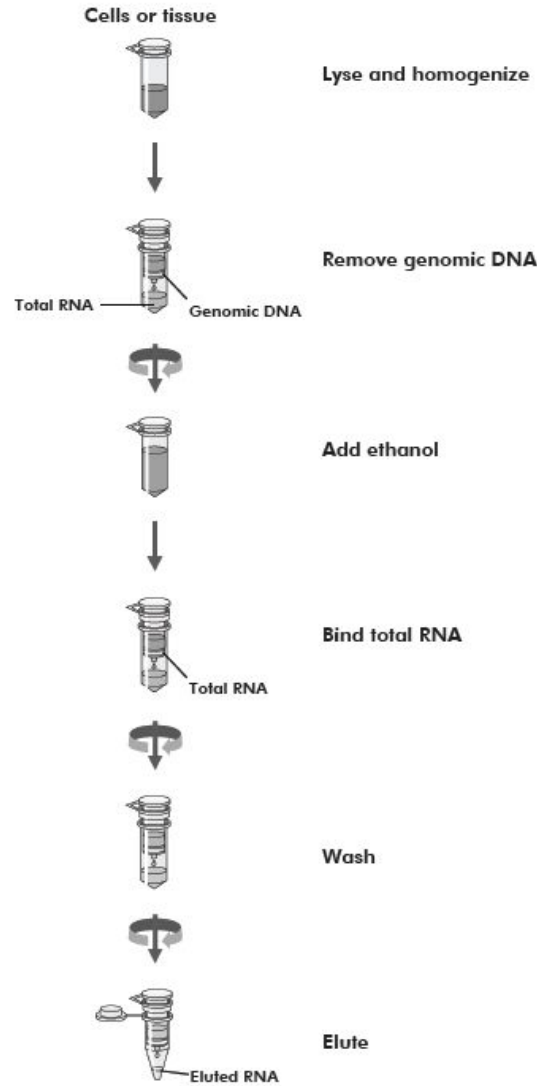 Cells or tissue
Lyse and homogenize
Remove genomic DNA
Total RNA
Genomic DNA
Add ethanol
Bind total RNA
Total RNA
Wash
Elute
Eluted RNA